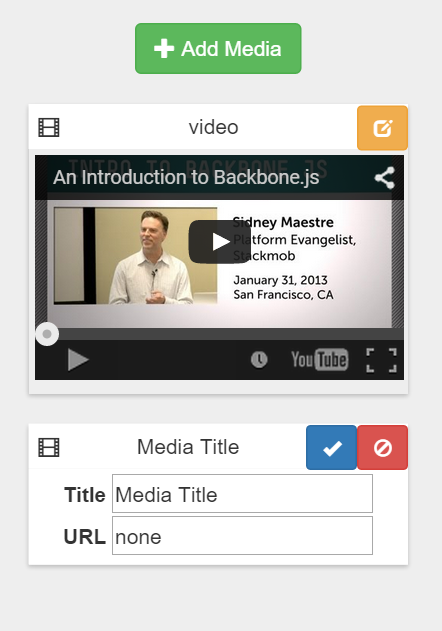 Add Media
video
INTRO TO BACKBONE.JS
An Introduction to Backbone.js
Sidney Maestre
Platform Evangelist,
Stackmob
January 31, 2013
San Francisco, CA
YouTube
Media Title
Title Media Title
URL none